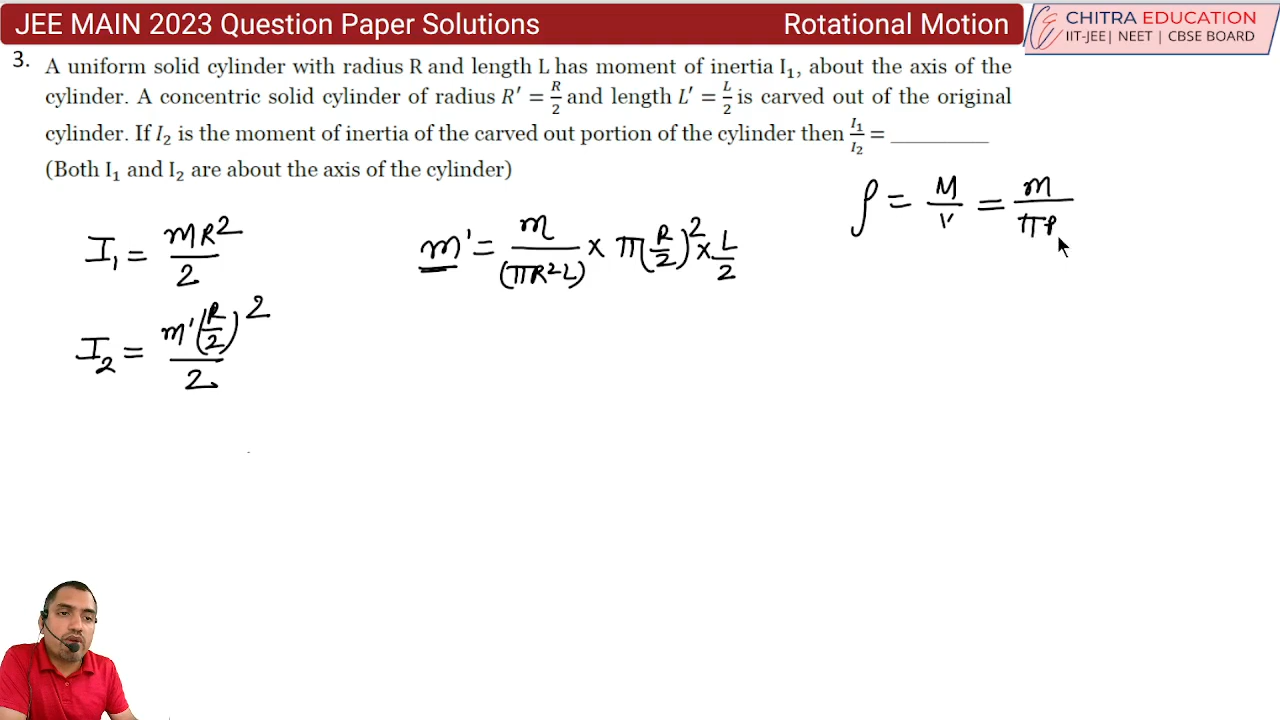 JEE MAIN 2023 Question Paper Solutions
Rotational Motion
CHITRA EDUCATION
IIT-JEE| NEET | CBSE BOARD
3. A uniform solid cylinder with radius R and length L has moment of inertia I₁, about the axis of the
cylinder. A concentric solid cylinder of radius R′ = R/2 and length L′ = L/2 is carved out of the original
cylinder. If I₂ is the moment of inertia of the carved out portion of the cylinder then I₁/I₂ = ________
(Both I₁ and I₂ are about the axis of the cylinder)
I₁ = mR²/2
I₂ = m'(R/2)²/2
m' = m/(πR²L) × π(R/2)² × L/2
ρ = M/V = m/πR